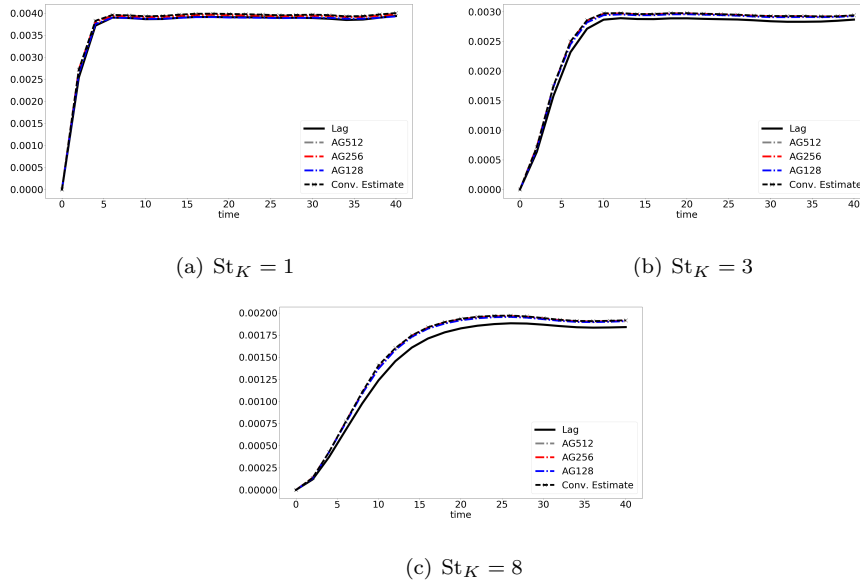 0.0040
0.0035
0.0030
0.0025
0.0020
0.0015
0.0010
0.0005
0.0000
0 5 10 15 20 25 30 35 40
time
Lag
AG512
AG256
AG128
Conv. Estimate
(a) St_K = 1
0.0030
0.0025
0.0020
0.0015
0.0010
0.0005
0.0000
0 5 10 15 20 25 30 35 40
time
Lag
AG512
AG256
AG128
Conv. Estimate
(b) St_K = 3
0.00200
0.00175
0.00150
0.00125
0.00100
0.00075
0.00050
0.00025
0.00000
0 5 10 15 20 25 30 35 40
time
Lag
AG512
AG256
AG128
Conv. Estimate
(c) St_K = 8